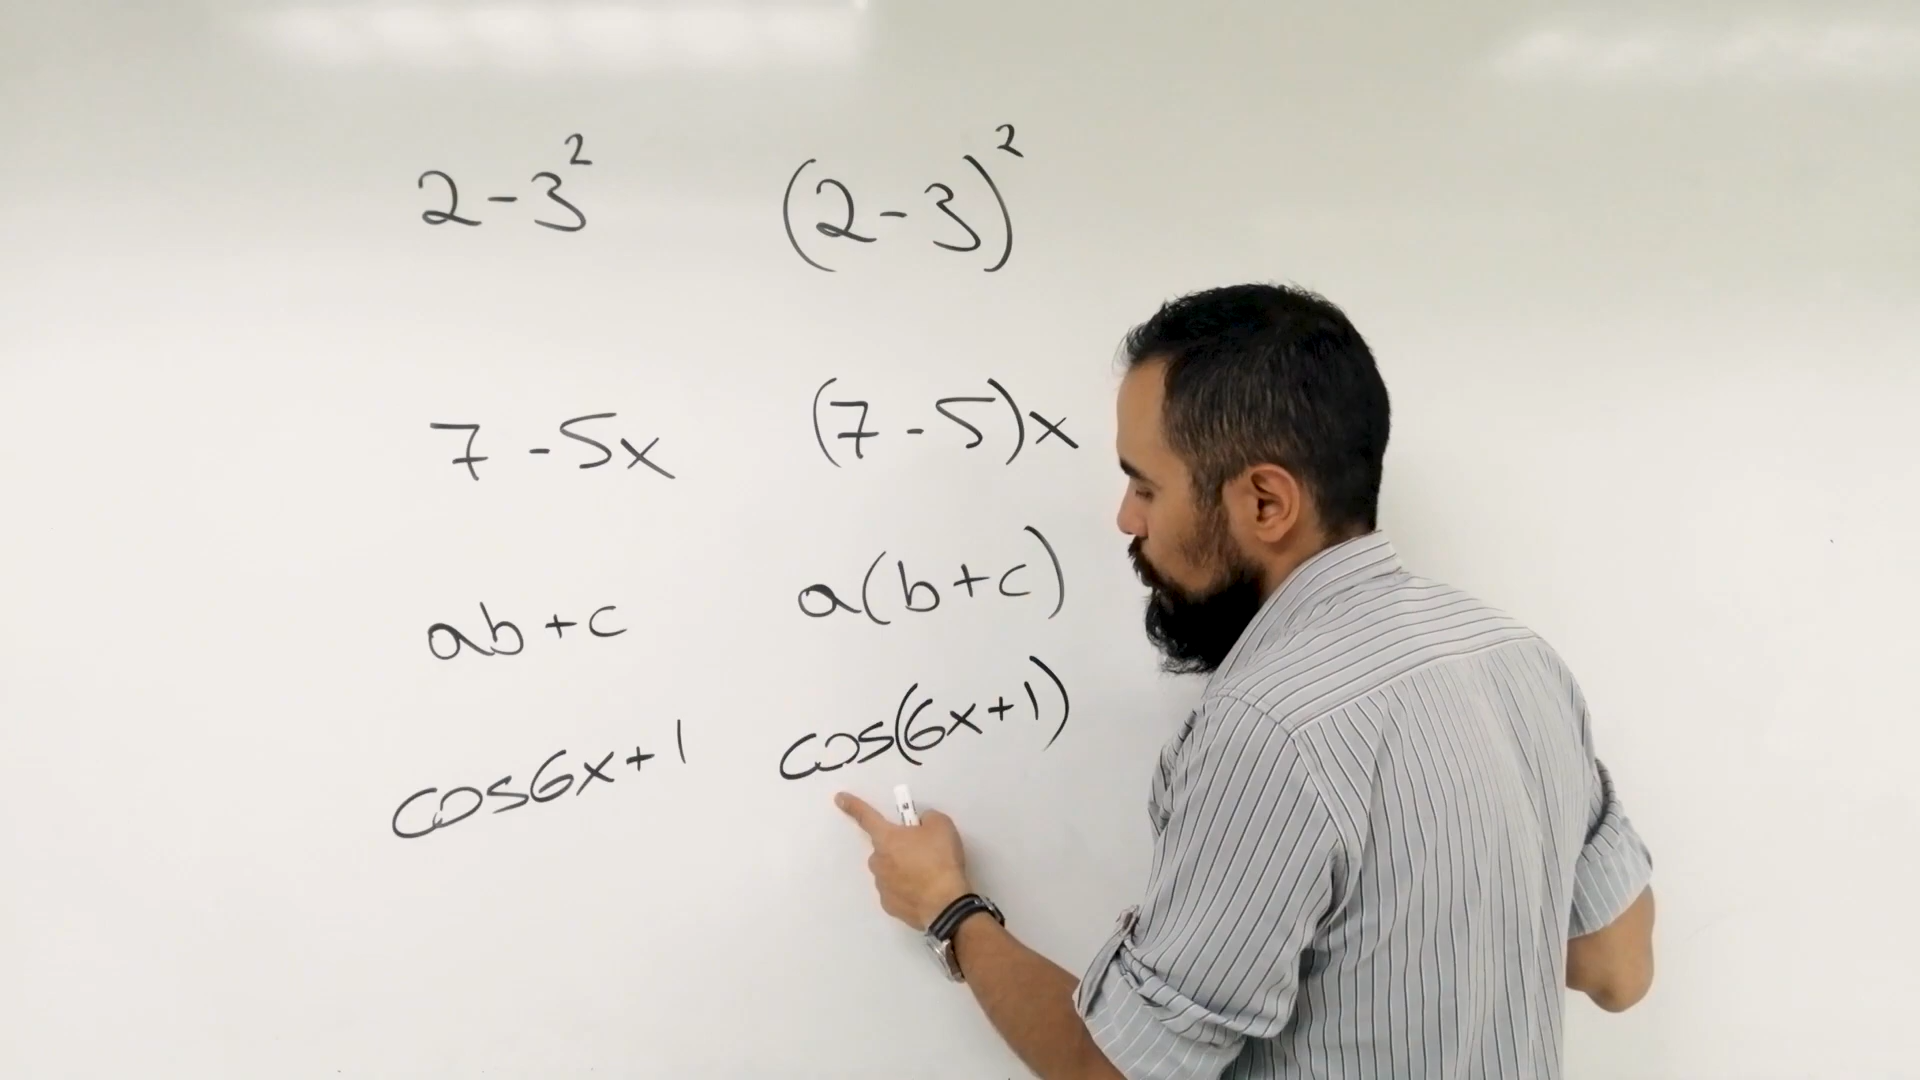 2-3² (2-3)²
7-5x (7-5)x
ab+c a(b+c)
cos6x+1 cos(6x+1)